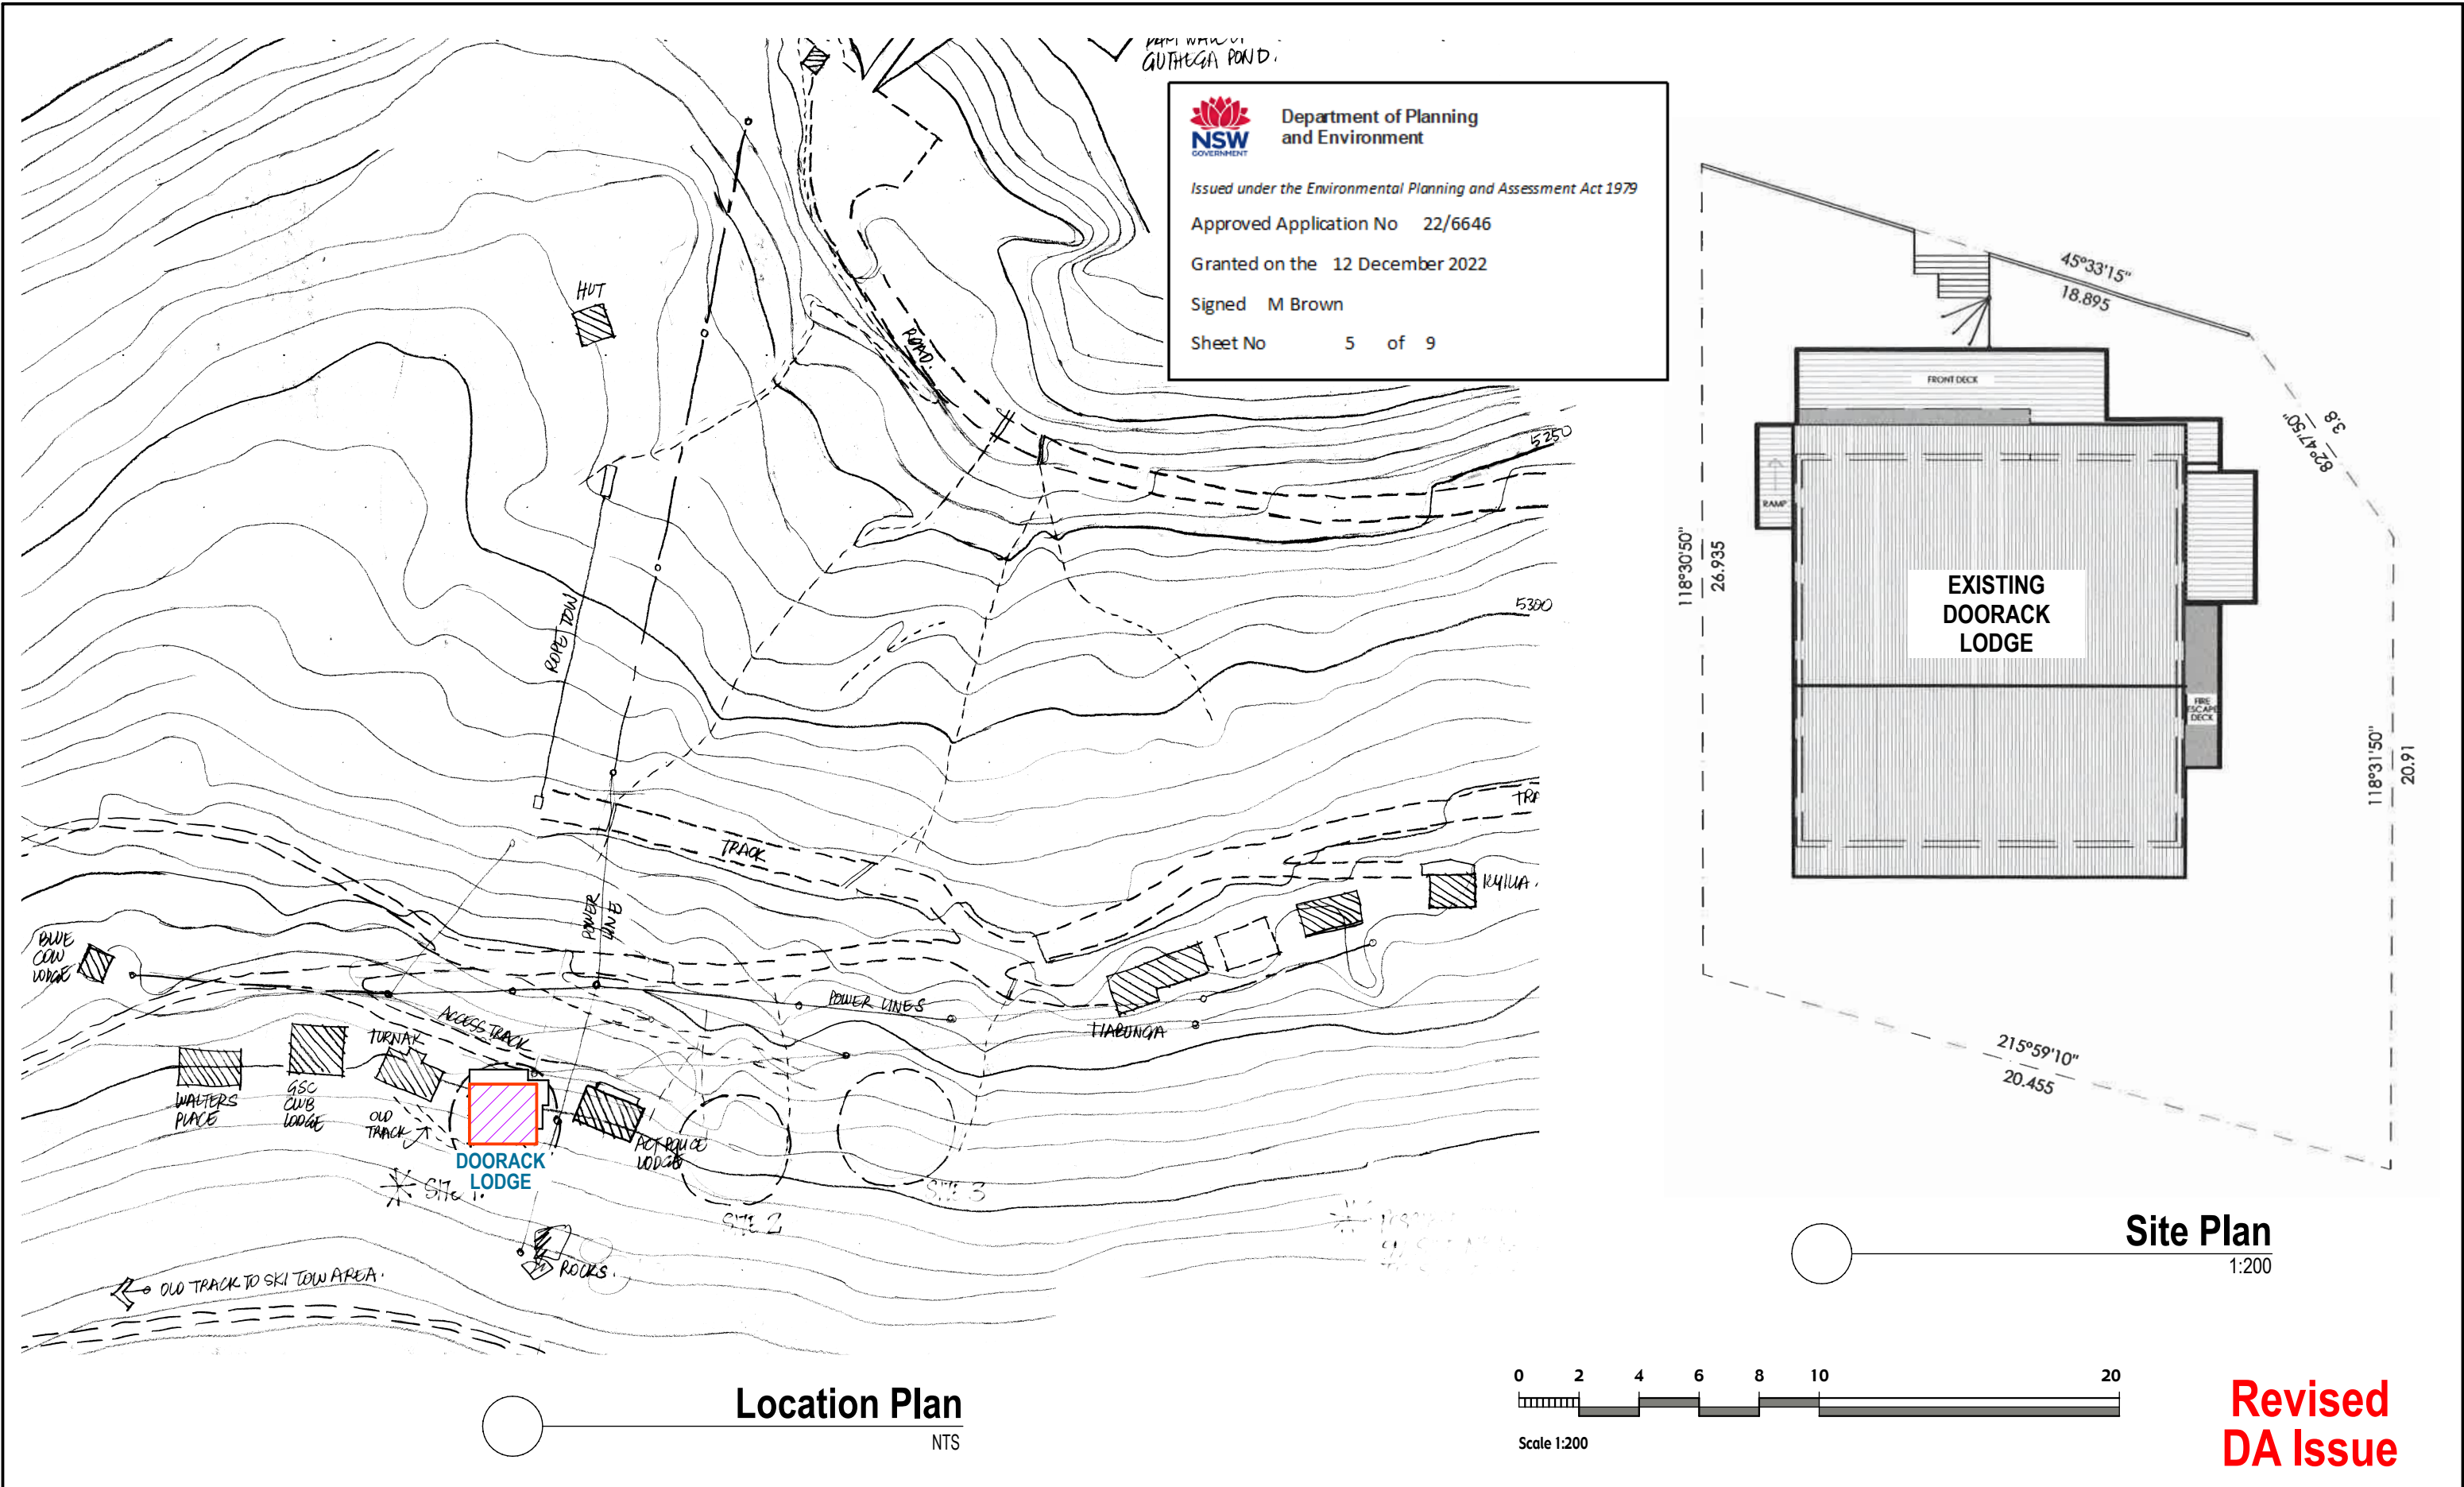 GUTHEGA POND.
NSW
GOVERNMENT
Department of Planning
and Environment
Issued under the Environmental Planning and Assessment Act 1979
Approved Application No 22/6646
Granted on the 12 December 2022
Signed M Brown
Sheet No 5 of 9
HUT
ROAD.
5250
5300
ROPE TOW
TRACK
POWER
LINE
KYILLA.
BLUE
COW
LODGE
POWER LINES
TIABUNGA
ACCESS TRACK
TURNAK
WALTERS
PLACE
GSC
CLUB
LODGE
OLD
TRACK
ACT POLICE
LODGE
DOORACK
LODGE
SITE 1.
SITE 2
SITE 3
ROCKS.
OLD TRACK TO SKI TOW AREA.
Location Plan
NTS
45°33'15"
18.895
FRONT DECK
82°47'50"
3.8
RAMP
118°30'50"
26.935
EXISTING
DOORACK
LODGE
FIRE
ESCAPE
DECK
118°31'50"
20.91
215°59'10"
20.455
Site Plan
1:200
0 2 4 6 8 10 20
Scale 1:200
Revised
DA Issue